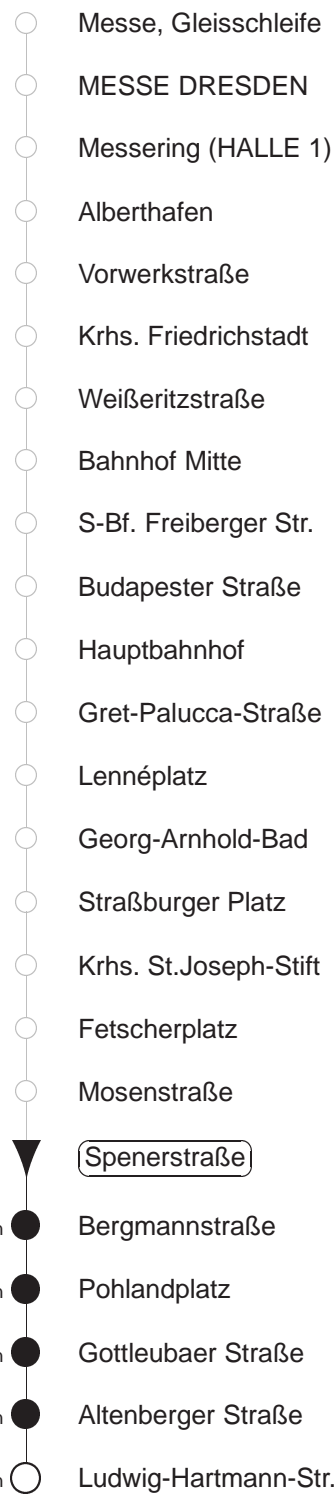 Messe, Gleisschleife
MESSE DRESDEN
Messering (HALLE 1)
Alberthafen
Vorwerkstraße
Krhs. Friedrichstadt
Weißeritzstraße
Bahnhof Mitte
S-Bf. Freiberger Str.
Budapester Straße
Hauptbahnhof
Gret-Palucca-Straße
Lennéplatz
Georg-Arnhold-Bad
Straßburger Platz
Krhs. St.Joseph-Stift
Fetscherplatz
Mosenstraße
Spenerstraße
Bergmannstraße
Pohlandplatz
Gottleubaer Straße
Altenberger Straße
Ludwig-Hartmann-Str.